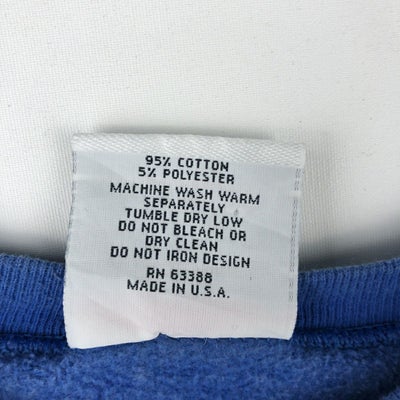 95% COTTON
5% POLYESTER
MACHINE WASH WARM
SEPARATELY
TUMBLE DRY LOW
DO NOT BLEACH OR
DRY CLEAN
DO NOT IRON DESIGN
RN 63388
MADE IN U.S.A.